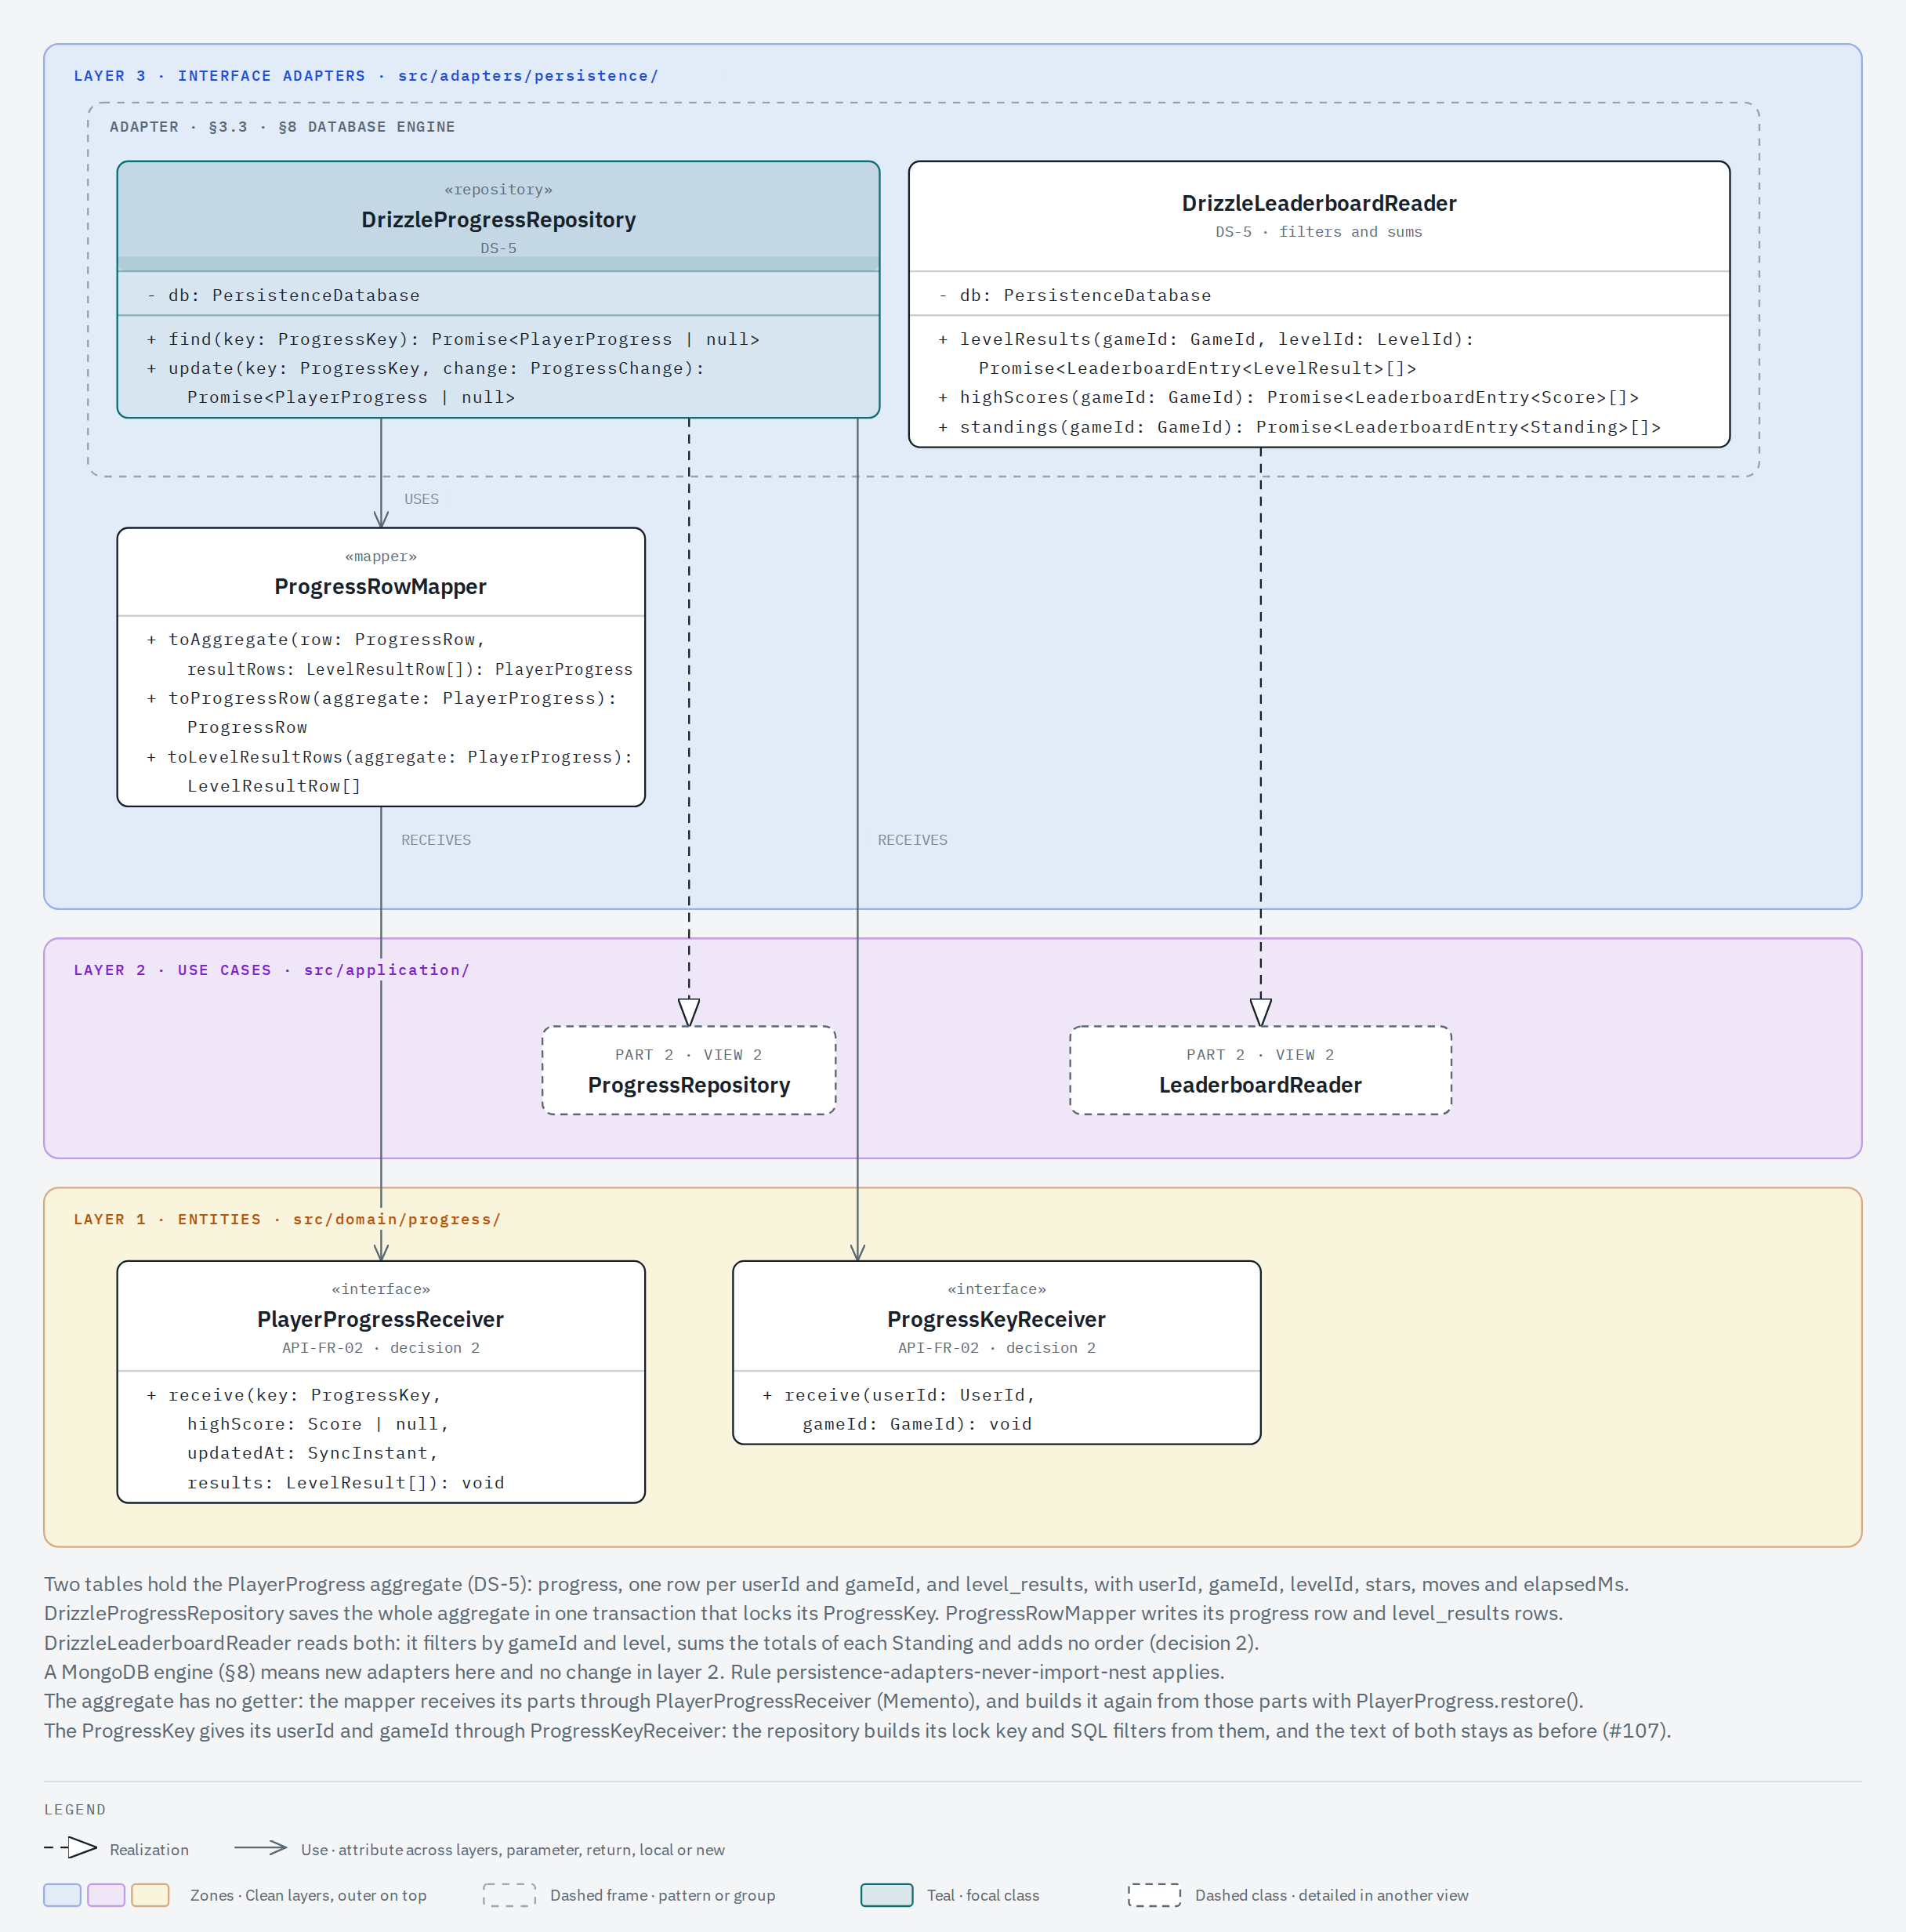 LAYER 3 · INTERFACE ADAPTERS · src/adapters/persistence/
ADAPTER · §3.3 · §8 DATABASE ENGINE
«repository»
DrizzleProgressRepository
DS-5
- db: PersistenceDatabase
+ find(key: ProgressKey): Promise<PlayerProgress | null>
+ update(key: ProgressKey, change: ProgressChange):
Promise<PlayerProgress | null>
DrizzleLeaderboardReader
DS-5 · filters and sums
- db: PersistenceDatabase
+ levelResults(gameId: GameId, levelId: LevelId):
Promise<LeaderboardEntry<LevelResult>[]>
+ highScores(gameId: GameId): Promise<LeaderboardEntry<Score>[]>
+ standings(gameId: GameId): Promise<LeaderboardEntry<Standing>[]>
USES
«mapper»
ProgressRowMapper
+ toAggregate(row: ProgressRow,
resultRows: LevelResultRow[]): PlayerProgress
+ toProgressRow(aggregate: PlayerProgress):
ProgressRow
+ toLevelResultRows(aggregate: PlayerProgress):
LevelResultRow[]
RECEIVES
RECEIVES
LAYER 2 · USE CASES · src/application/
PART 2 · VIEW 2
ProgressRepository
PART 2 · VIEW 2
LeaderboardReader
LAYER 1 · ENTITIES · src/domain/progress/
«interface»
PlayerProgressReceiver
API-FR-02 · decision 2
+ receive(key: ProgressKey,
highScore: Score | null,
updatedAt: SyncInstant,
results: LevelResult[]): void
«interface»
ProgressKeyReceiver
API-FR-02 · decision 2
+ receive(userId: UserId,
gameId: GameId): void
Two tables hold the PlayerProgress aggregate (DS-5): progress, one row per userId and gameId, and level_results, with userId, gameId, levelId, stars, moves and elapsedMs.
DrizzleProgressRepository saves the whole aggregate in one transaction that locks its ProgressKey. ProgressRowMapper writes its progress row and level_results rows.
DrizzleLeaderboardReader reads both: it filters by gameId and level, sums the totals of each Standing and adds no order (decision 2).
A MongoDB engine (§8) means new adapters here and no change in layer 2. Rule persistence-adapters-never-import-nest applies.
The aggregate has no getter: the mapper receives its parts through PlayerProgressReceiver (Memento), and builds it again from those parts with PlayerProgress.restore().
The ProgressKey gives its userId and gameId through ProgressKeyReceiver: the repository builds its lock key and SQL filters from them, and the text of both stays as before (#107).
LEGEND
Realization
Use · attribute across layers, parameter, return, local or new
Zones · Clean layers, outer on top
Dashed frame · pattern or group
Teal · focal class
Dashed class · detailed in another view